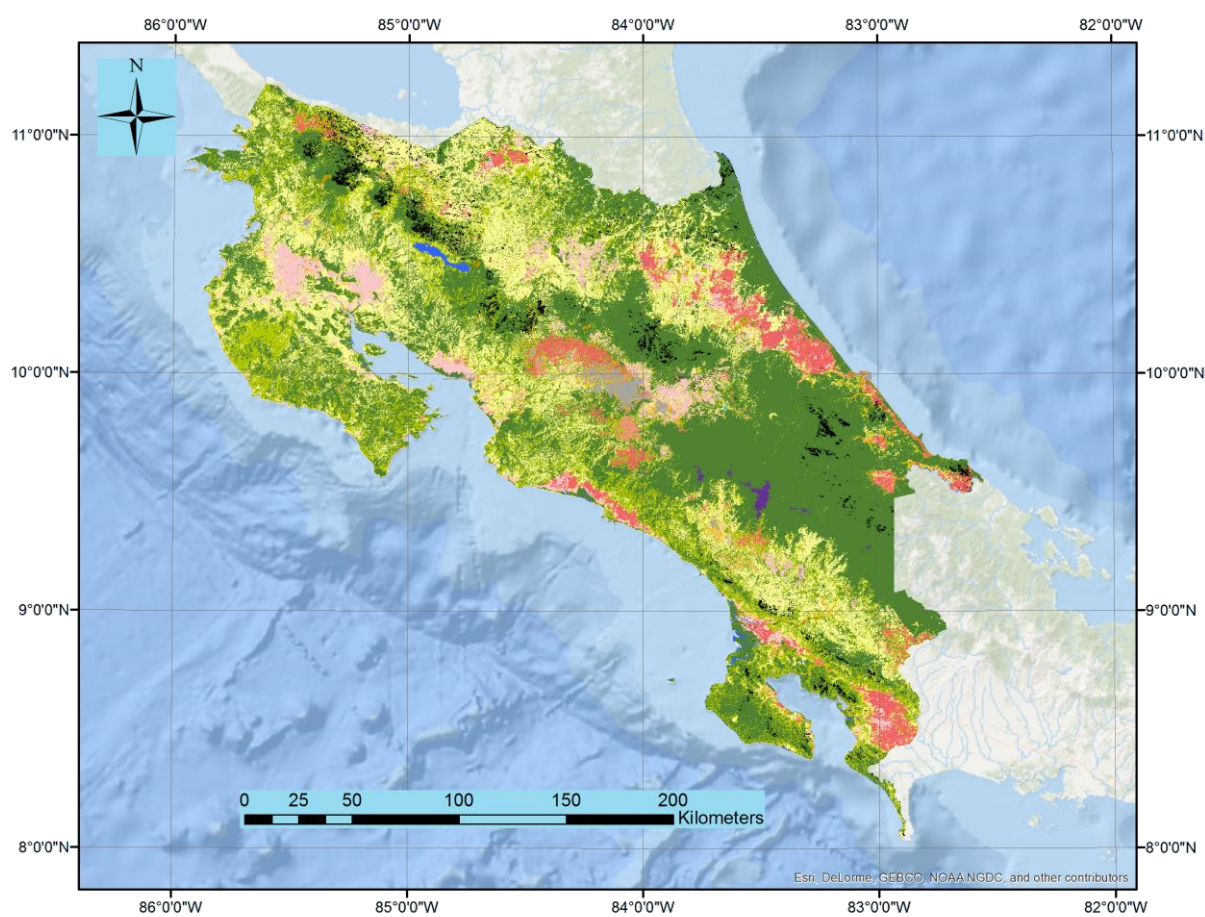 86°0'0"W 85°0'0"W 84°0'0"W 83°0'0"W 82°0'0"W
N
11°0'0"N 11°0'0"N
10°0'0"N 10°0'0"N
9°0'0"N 9°0'0"N
0 25 50 100 150 200
Kilometers
8°0'0"N 8°0'0"N
Esri, DeLorme, GEBCO, NOAA NGDC, and other contributors
86°0'0"W 85°0'0"W 84°0'0"W 83°0'0"W 82°0'0"W